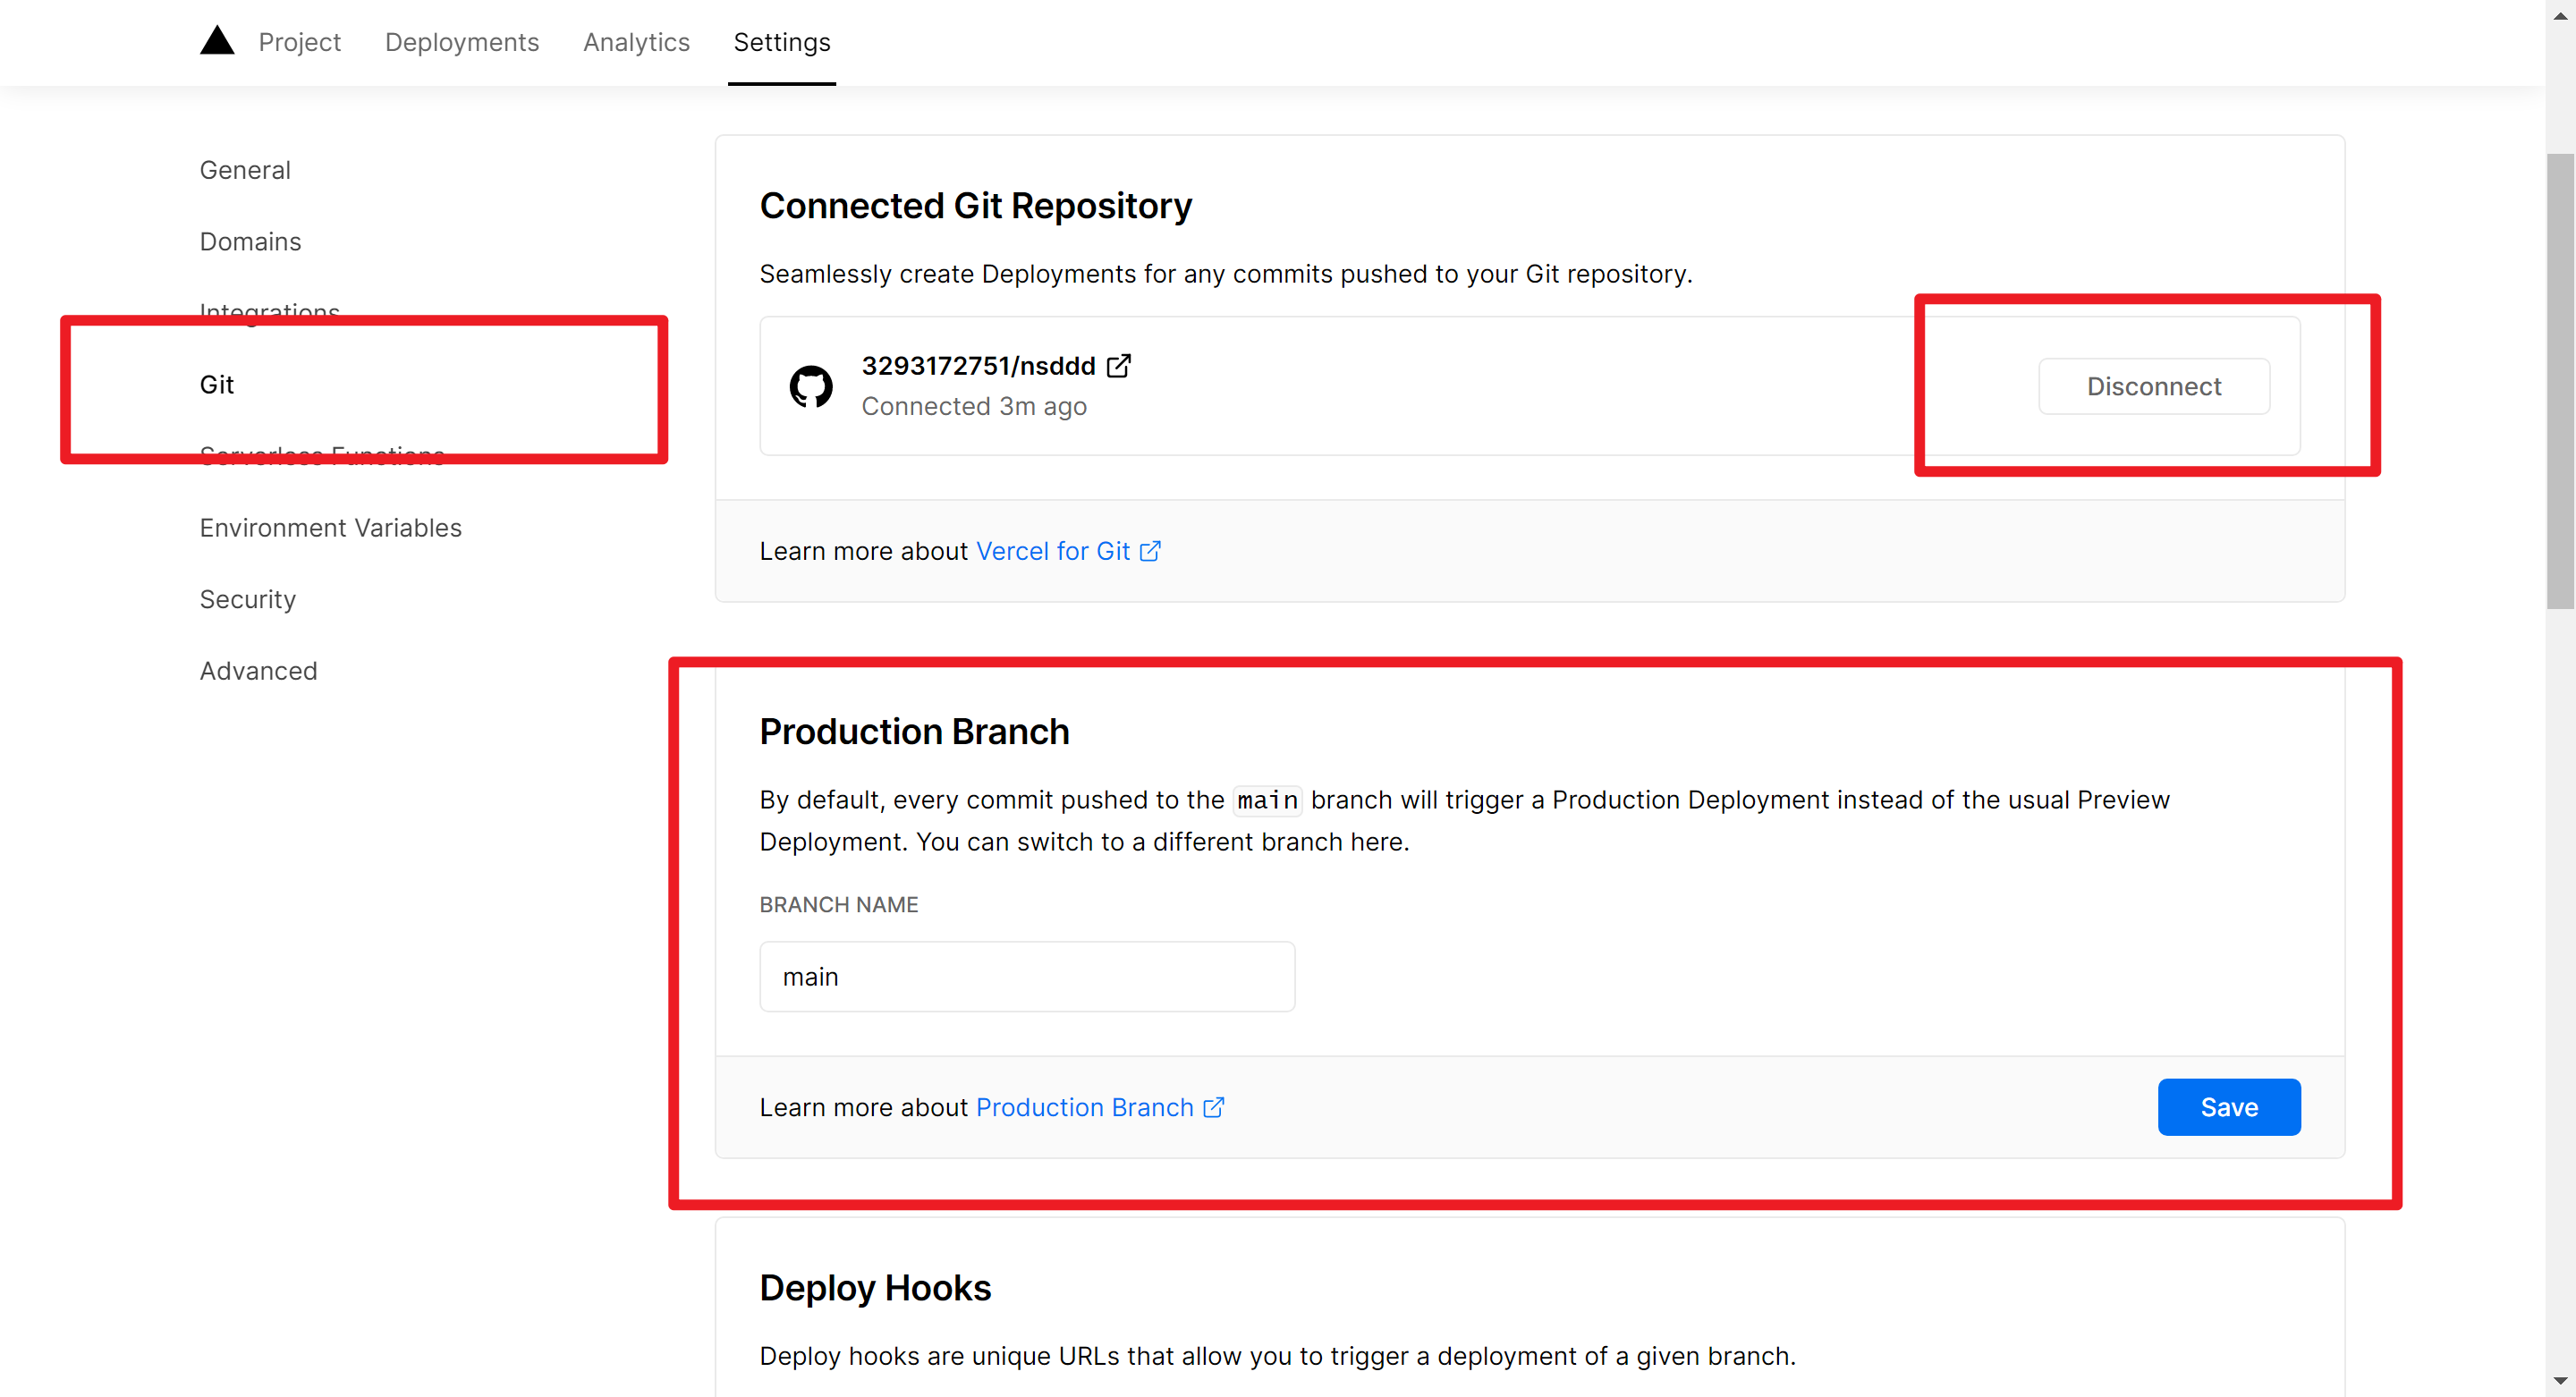 Project Deployments Analytics Settings
General
Domains
Integrations
Git
Serverless Functions
Environment Variables
Security
Advanced
Connected Git Repository
Seamlessly create Deployments for any commits pushed to your Git repository.
3293172751/nsddd
Connected 3m ago
Disconnect
Learn more about Vercel for Git
Production Branch
By default, every commit pushed to the main branch will trigger a Production Deployment instead of the usual Preview
Deployment. You can switch to a different branch here.
BRANCH NAME
main
Learn more about Production Branch
Save
Deploy Hooks
Deploy hooks are unique URLs that allow you to trigger a deployment of a given branch.